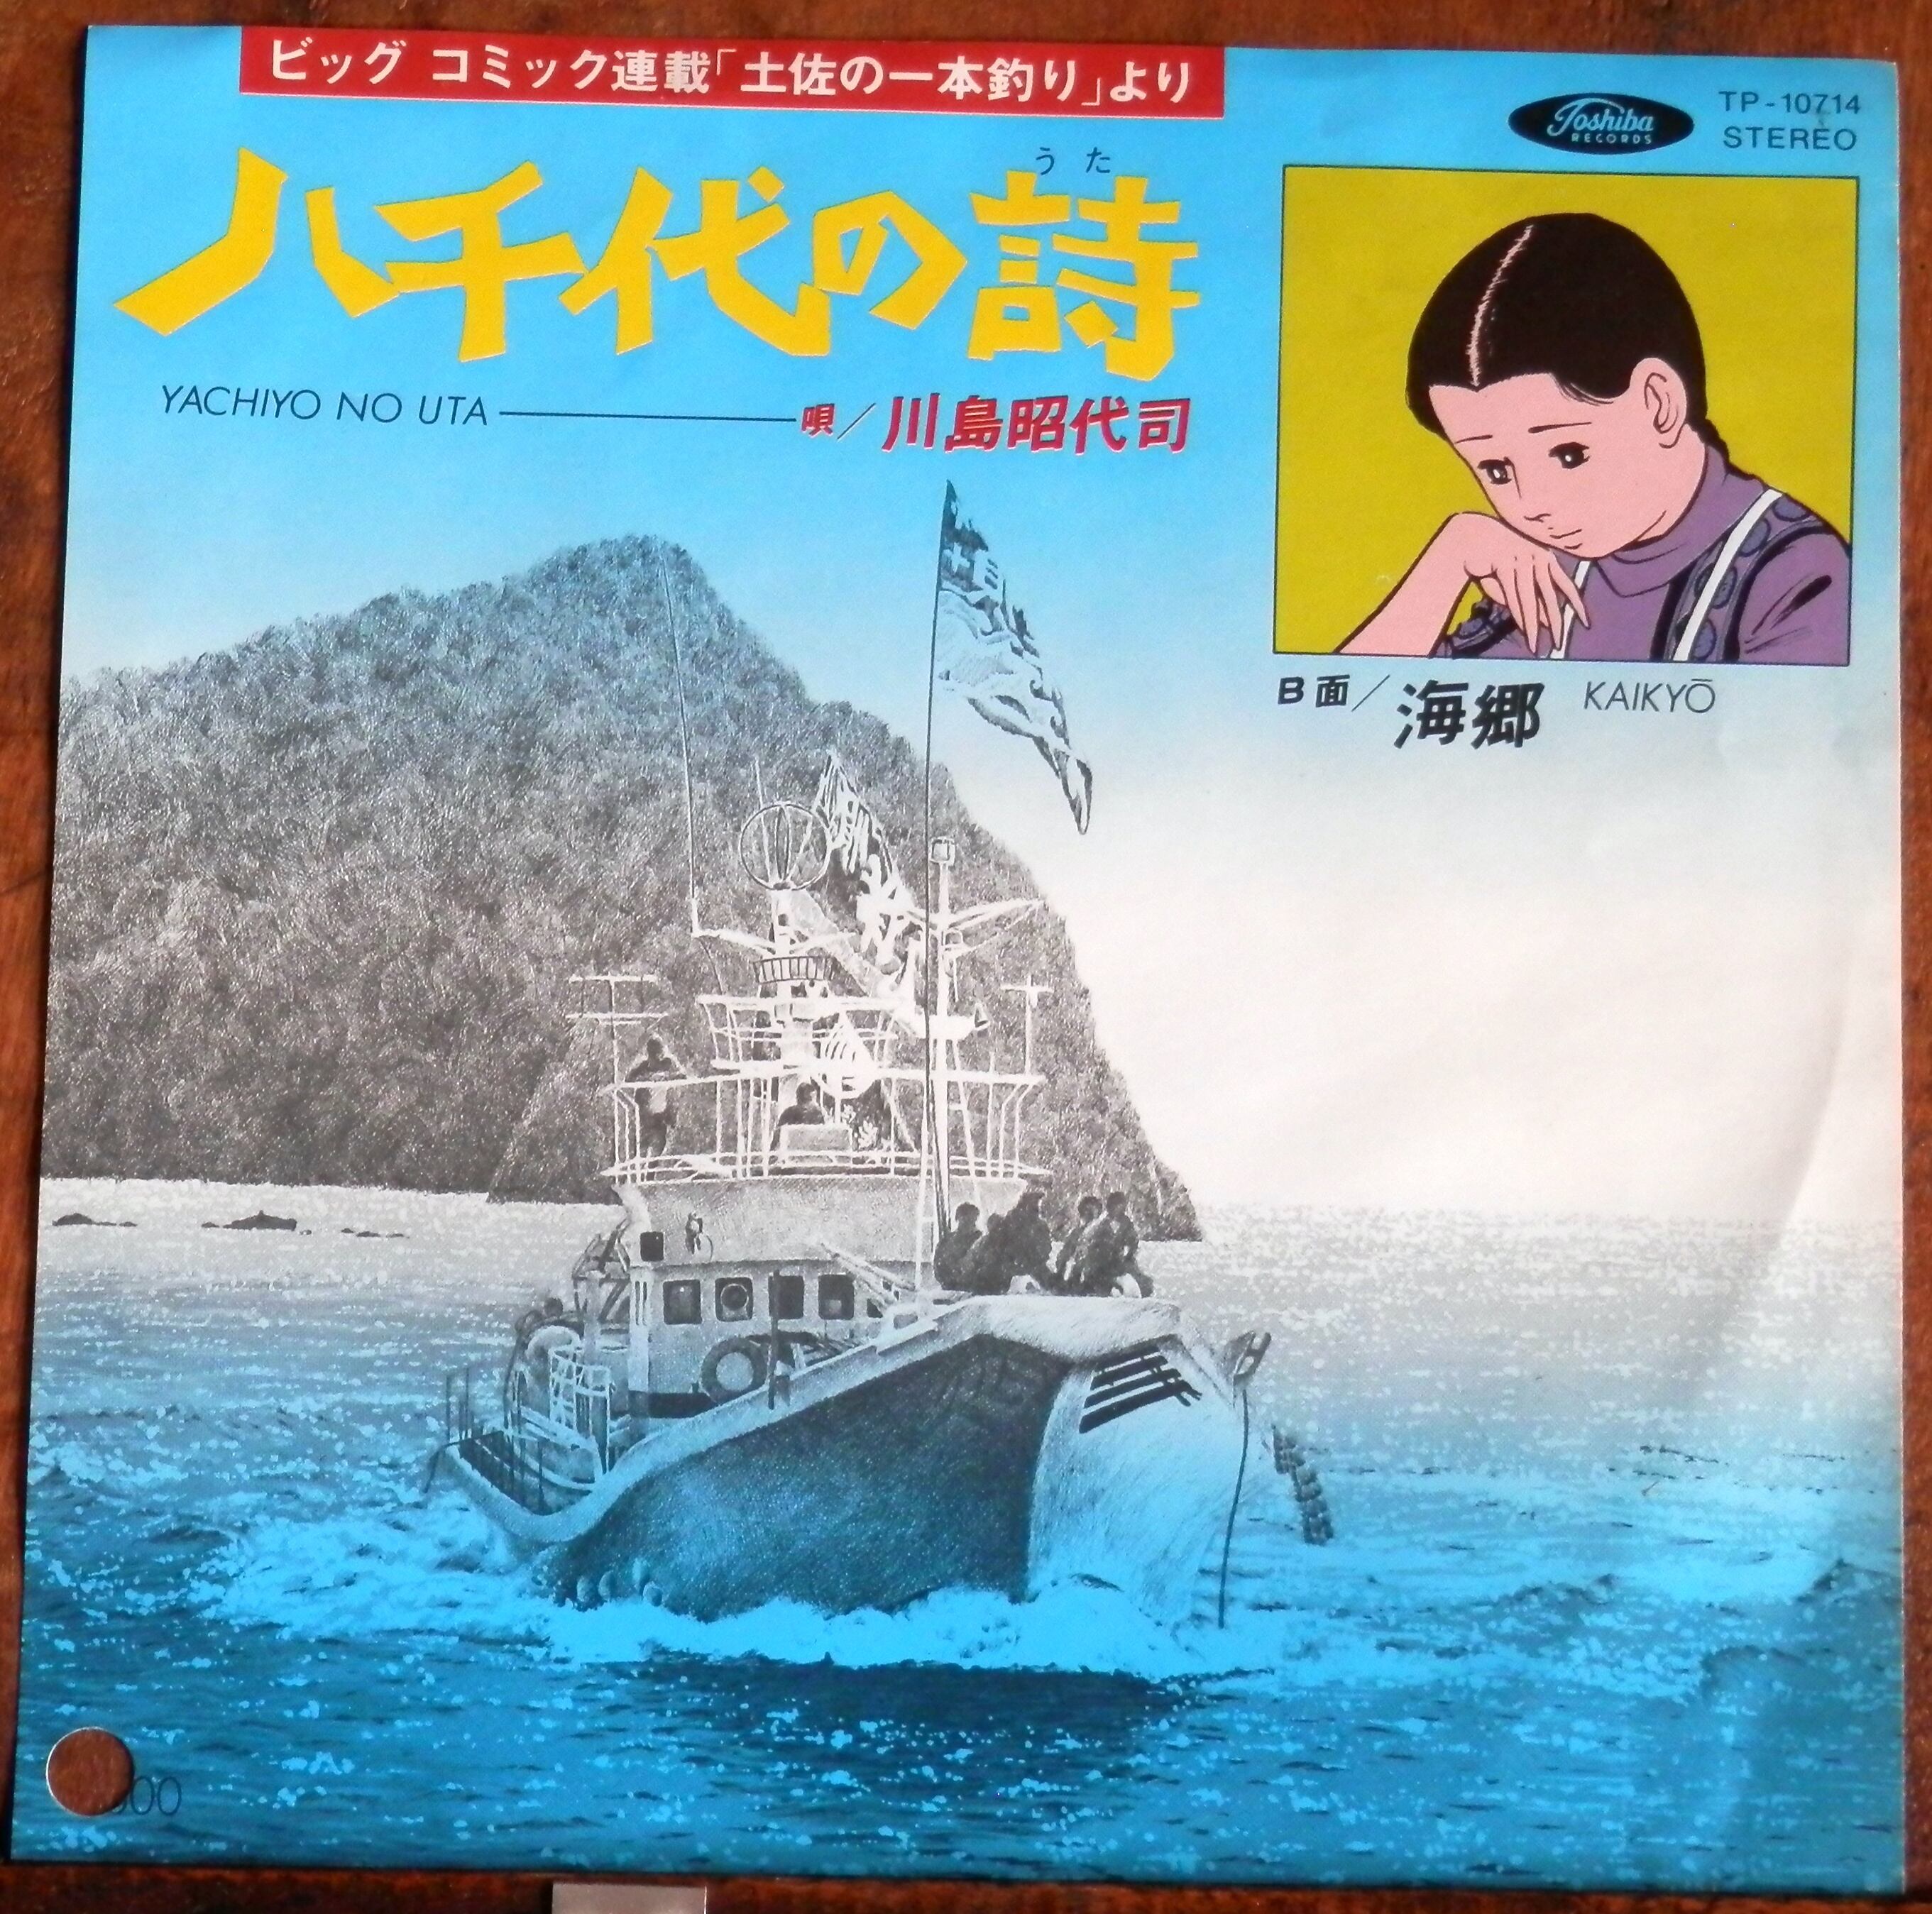 ビッグ コミック連載「土佐の一本釣り」より
Toshiba
RECORDS
TP-10714
STEREO
うた
八千代の詩
YACHIYO NO UTA
唄／川島昭代司
B面／海郷 KAIKYŌ